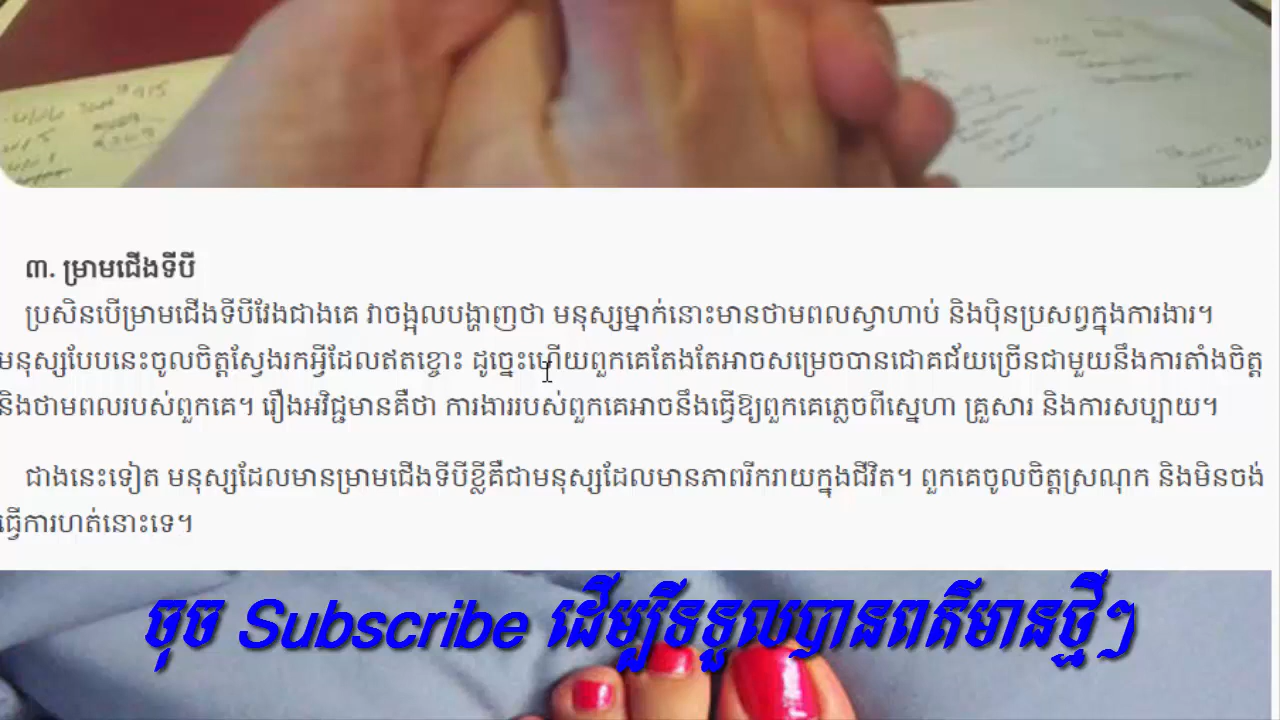 ៣. ម្រាមជើងទីបី
ប្រសិនបើម្រាមជើងទីបីវែងជាងគេ វាចង្អុលបង្ហាញថា មនុស្សម្នាក់នោះមានថាមពលស្វាហាប់ និងប៉ិនប្រសព្វក្នុងការងារ។
មនុស្សបែបនេះចូលចិត្តស្វែងរកអ្វីដែលឥតខ្ចោះ ដូច្នេះហើយពួកគេតែងតែអាចសម្រេចបានជោគជ័យច្រើនជាមួយនឹងការតាំងចិត្ត
និងថាមពលរបស់ពួកគេ។ រឿងអវិជ្ជមានគឺថា ការងាររបស់ពួកគេអាចនឹងធ្វើឱ្យពួកគេភ្លេចពីស្នេហា គ្រួសារ និងការសប្បាយ។
ជាងនេះទៀត មនុស្សដែលមានម្រាមជើងទីបីខ្លីគឺជាមនុស្សដែលមានភាពរីករាយក្នុងជីវិត។ ពួកគេចូលចិត្តស្រណុក និងមិនចង់
ធ្វើការហត់នោះទេ។
ចុច Subscribe ដើម្បីទទួលបានពត៌មានថ្មីៗ